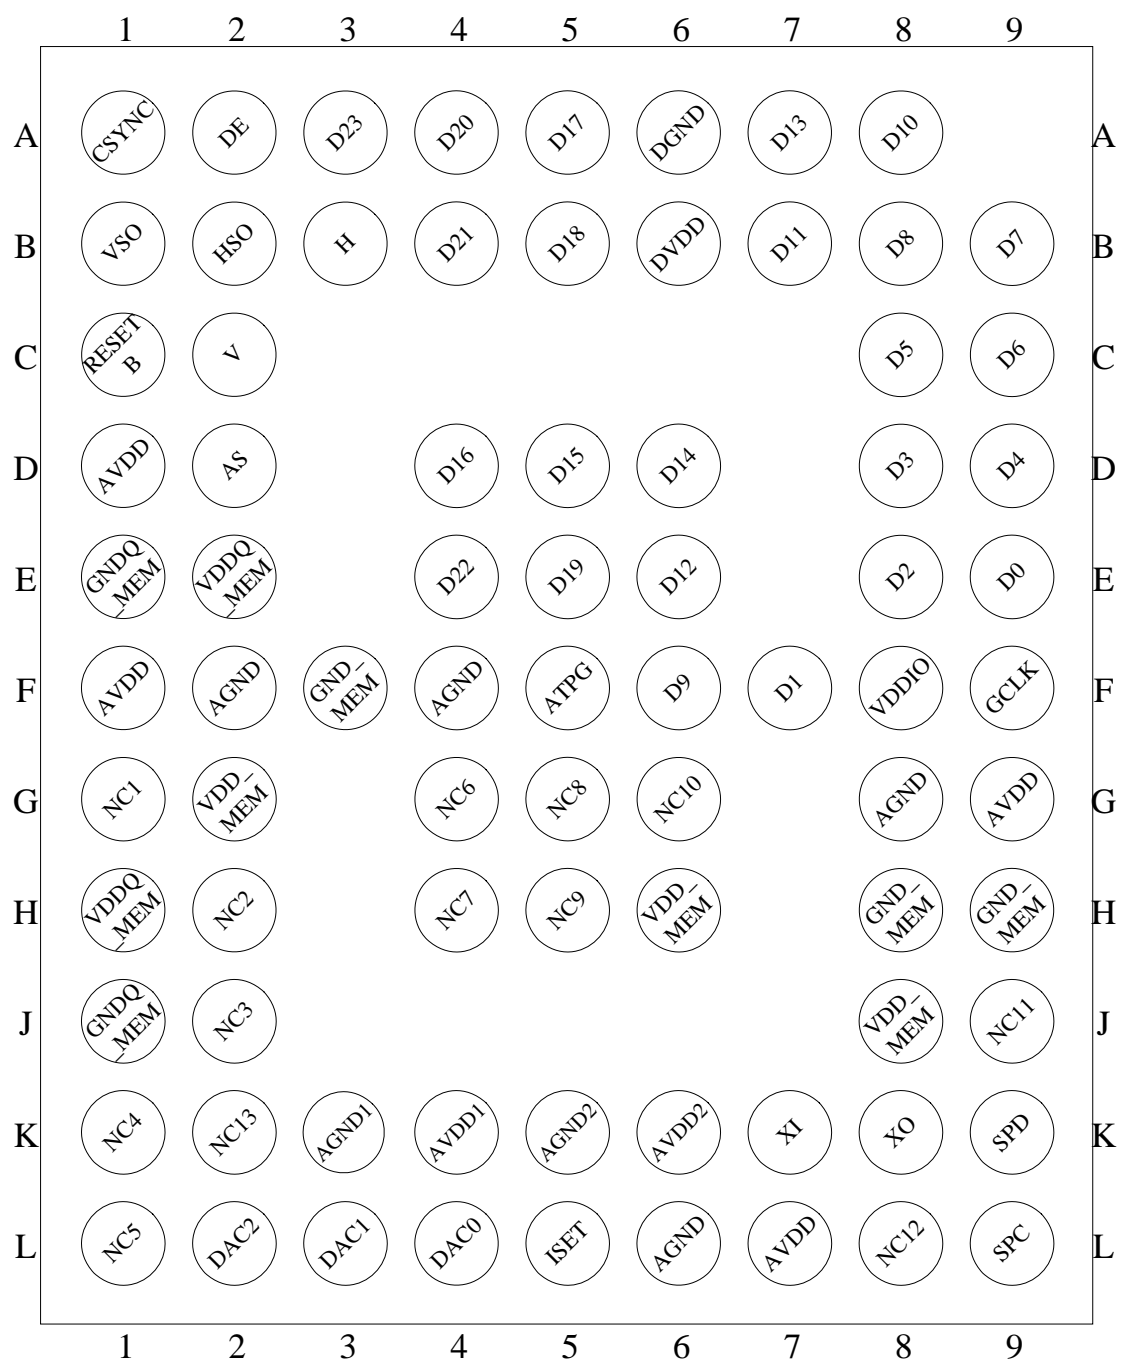 1 2 3 4 5 6 7 8 9
A CSYNC DE D23 D20 D17 DGND D13 D10 A
B VSO HSO H D21 D18 DVDD D11 D8 D7 B
C RESET B V D5 D6 C
D AVDD AS D16 D15 D14 D3 D4 D
E GNDQ _MEM VDDQ _MEM D22 D19 D12 D2 D0 E
F AVDD AGND GND_ MEM AGND ATPG D9 D1 VDDIO GCLK F
G NC1 VDD_ MEM NC6 NC8 NC10 AGND AVDD G
H VDDQ _MEM NC2 NC7 NC9 VDD_ MEM GND_ MEM GND_ MEM H
J GNDQ _MEM NC3 VDD_ MEM NC11 J
K NC4 NC13 AGND1 AVDD1 AGND2 AVDD2 XI XO SPD K
L NC5 DAC2 DAC1 DAC0 ISET AGND AVDD NC12 SPC L
1 2 3 4 5 6 7 8 9